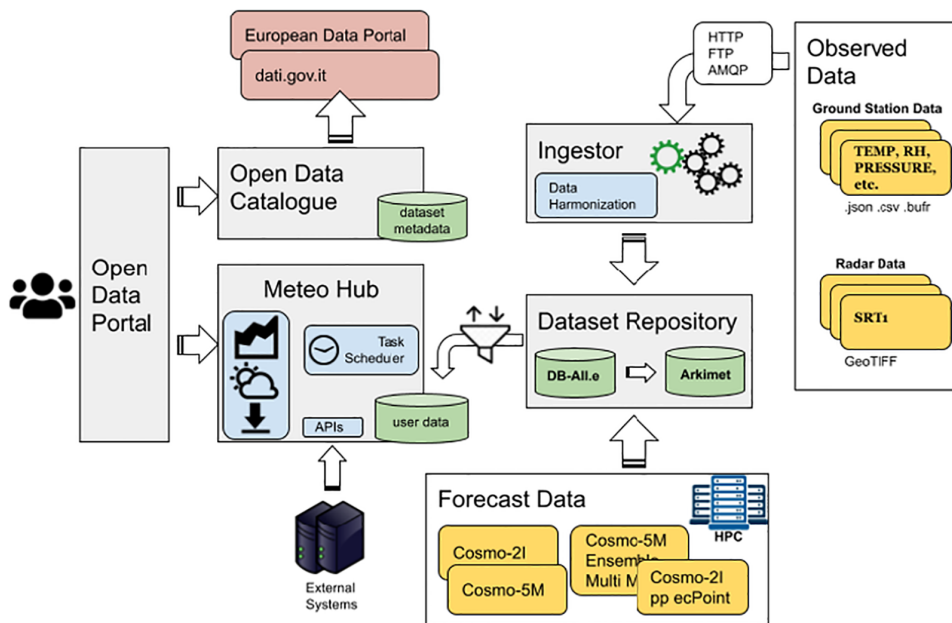 European Data Portal
dati.gov.it
HTTP
FTP
AMQP
Observed
Data
Ground Station Data
TEMP, RH,
PRESSURE,
etc.
.json .csv .bufr
Radar Data
SRT1
GeoTIFF
Ingestor
Data
Harmonization
Open Data
Catalogue
dataset
metadata
Open
Data
Portal
Meteo Hub
Task
Scheduler
APIs
user data
Dataset Repository
DB-All.e
Arkimet
External
Systems
Forecast Data
HPC
Cosmo-2I
Cosmo-5M
Cosmo-5M
Ensemble
Multi M
Cosmo-2I
pp ecPoint